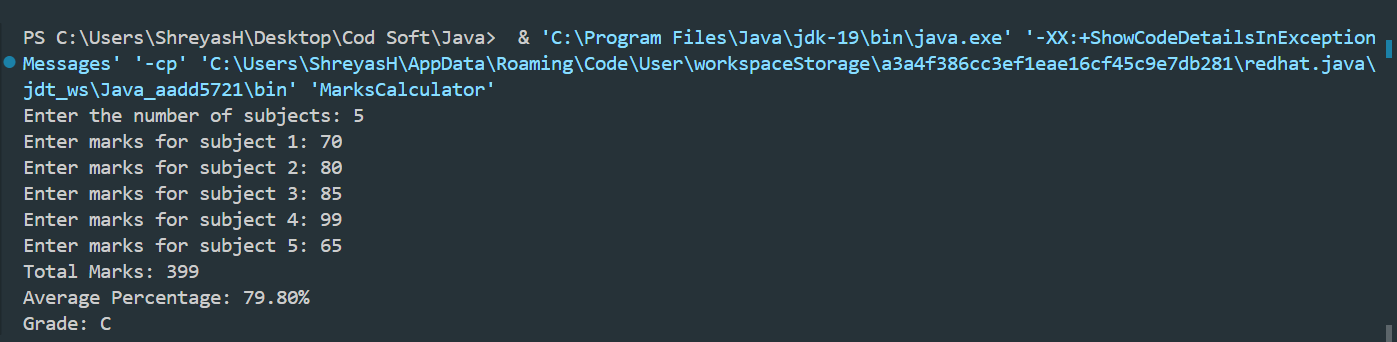 PS C:\Users\ShreyasH\Desktop\Cod Soft\Java>  & 'C:\Program Files\Java\jdk-19\bin\java.exe' '-XX:+ShowCodeDetailsInException
Messages' '-cp' 'C:\Users\ShreyasH\AppData\Roaming\Code\User\workspaceStorage\a3a4f386cc3ef1eae16cf45c9e7db281\redhat.java\
jdt_ws\Java_aadd5721\bin' 'MarksCalculator'
Enter the number of subjects: 5
Enter marks for subject 1: 70
Enter marks for subject 2: 80
Enter marks for subject 3: 85
Enter marks for subject 4: 99
Enter marks for subject 5: 65
Total Marks: 399
Average Percentage: 79.80%
Grade: C